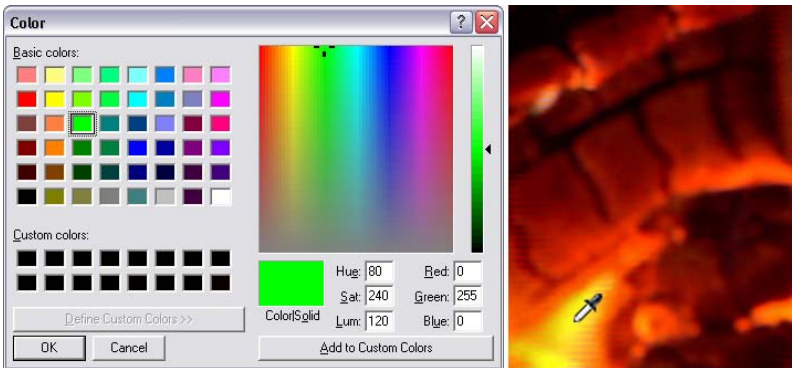 Color
Basic colors:
Custom colors:
Define Custom Colors >>
OK Cancel
Color|Solid
Hue: 80 Red: 0
Sat: 240 Green: 255
Lum: 120 Blue: 0
Add to Custom Colors